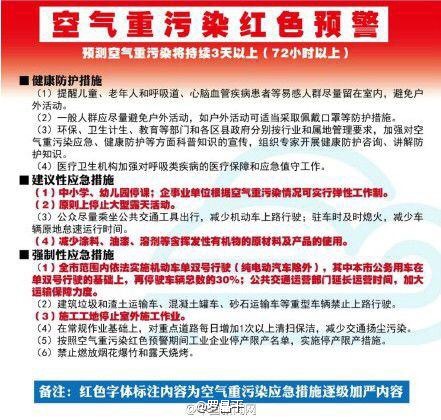 空气重污染红色预警
预测空气重污染将持续3天以上（72小时以上）
■健康防护措施
（1）提醒儿童、老年人和呼吸道、心脑血管疾病患者等易感人群尽量留在室内，避免户
外活动。
（2）一般人群应尽量避免户外活动，如户外活动可适当采取佩戴口罩等防护措施。
（3）环保、卫生计生、教育等部门和各区县政府分别按行业和属地管理要求，加强对空
气重污染应急、健康防护等方面科普知识的宣传，组织专家开展健康防护咨询、讲解防
护知识。
（4）医疗卫生机构加强对呼吸类疾病的医疗保障和应急值守工作。
■建议性应急措施
（1）中小学、幼儿园停课；企事业单位根据空气重污染情况可实行弹性工作制。
（2）原则上停止大型露天活动。
（3）公众尽量乘坐公共交通工具出行，减少机动车上路行驶；驻车时及时熄火，减少车
辆原地怠速运行时间。
（4）减少涂料、油漆、溶剂等含挥发性有机物的原材料及产品的使用。
■强制性应急措施
（1）全市范围内依法实施机动车单双号行驶（纯电动汽车除外），其中本市公务用车在
单双号行驶的基础上，再停驶车辆总数的30%；公共交通运营部门延长运营时间，加大
运输保障力度。
（2）建筑垃圾和渣土运输车、混凝土罐车、砂石运输车等重型车辆禁止上路行驶。
（3）施工工地停止室外施工作业。
（4）在常规作业基础上，对重点道路每日增加1次以上清扫保洁，减少交通扬尘污染。
（5）按照空气重污染红色预警期间工业企业停产限产名单，实施停产限产措施。
（6）禁止燃放烟花爆竹和露天烧烤。
备注：红色字体标注内容为空气重污染应急措施逐级加严内容